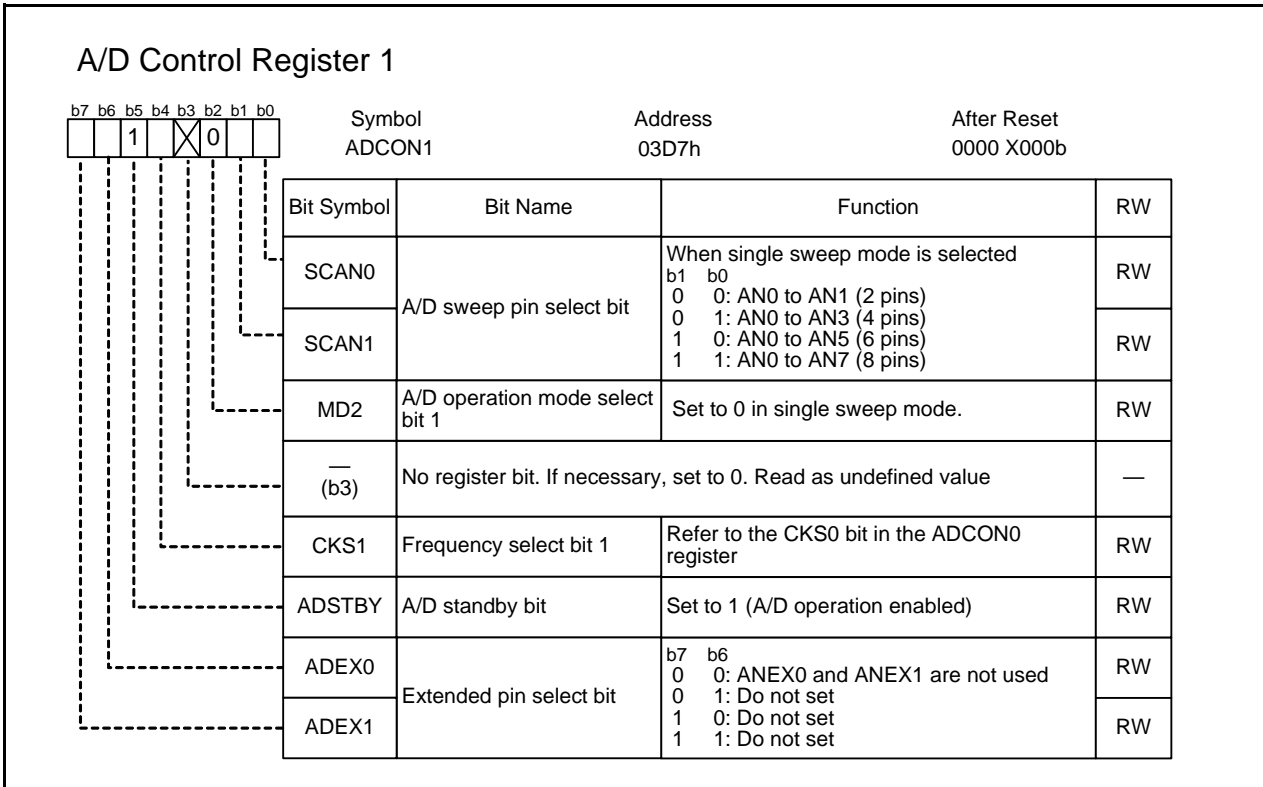 A/D Control Register 1
b7 b6 b5 b4 b3 b2 b1 b0
1 0
Symbol Address After Reset
ADCON1 03D7h 0000 X000b
Bit Symbol Bit Name Function RW
SCAN0
SCAN1
A/D sweep pin select bit
When single sweep mode is selected
b1 b0
0 0: AN0 to AN1 (2 pins)
0 1: AN0 to AN3 (4 pins)
1 0: AN0 to AN5 (6 pins)
1 1: AN0 to AN7 (8 pins)
RW
RW
MD2
A/D operation mode select
bit 1
Set to 0 in single sweep mode.
RW
—
(b3)
No register bit. If necessary, set to 0. Read as undefined value
—
CKS1
Frequency select bit 1
Refer to the CKS0 bit in the ADCON0
register
RW
ADSTBY A/D standby bit Set to 1 (A/D operation enabled) RW
ADEX0
ADEX1
Extended pin select bit
b7 b6
0 0: ANEX0 and ANEX1 are not used
0 1: Do not set
1 0: Do not set
1 1: Do not set
RW
RW